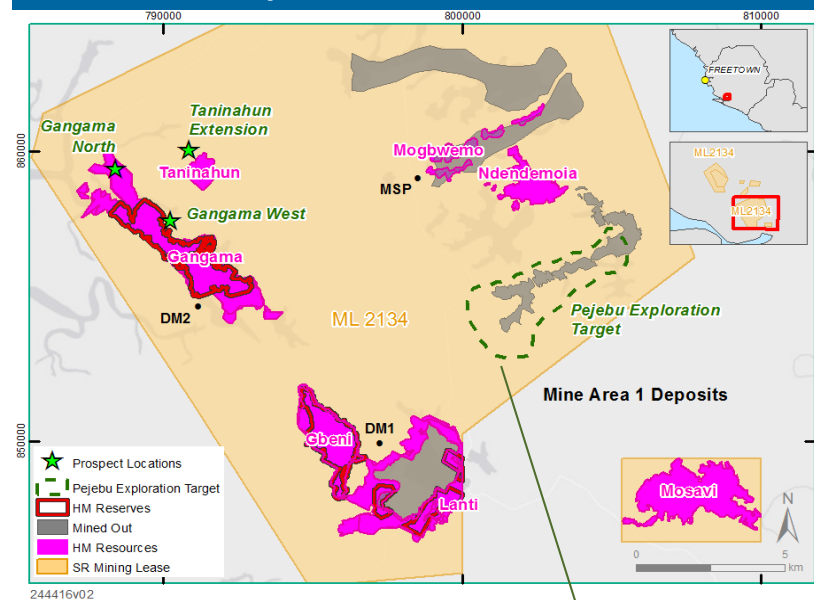 790000
800000
810000
880000
850000
FREETOWN
ML2134
ML2134
Taninahun
Extension
Gangama
North
Taninahun
Mogbwemo
Ndendemoia
MSP
Gangama West
Gangama
DM2
ML 2134
Pejebu Exploration
Target
Mine Area 1 Deposits
DM1
Gbeni
Lanti
Mosavi
N
0
5
km
Prospect Locations
Pejebu Exploration Target
HM Reserves
Mined Out
HM Resources
SR Mining Lease
244416v02